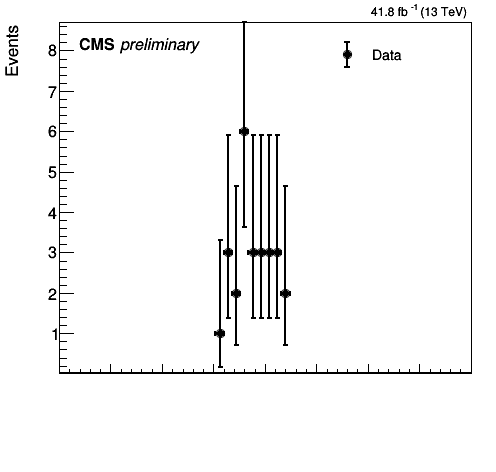 41.8 fb⁻¹ (13 TeV)
Events
CMS preliminary
Data
8
7
6
5
4
3
2
1